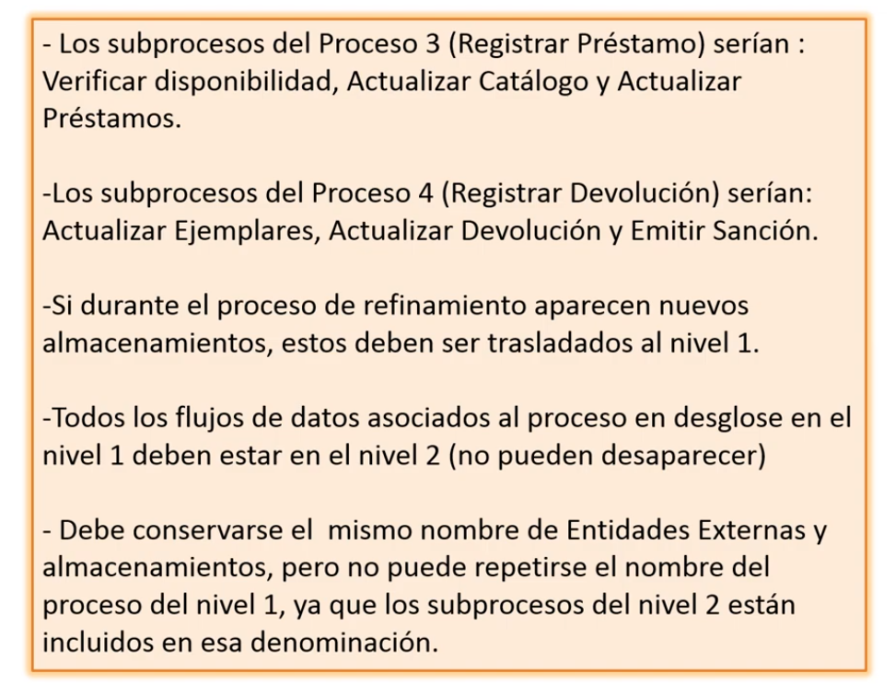 - Los subprocesos del Proceso 3 (Registrar Préstamo) serían :
Verificar disponibilidad, Actualizar Catálogo y Actualizar
Préstamos.
-Los subprocesos del Proceso 4 (Registrar Devolución) serían:
Actualizar Ejemplares, Actualizar Devolución y Emitir Sanción.
-Si durante el proceso de refinamiento aparecen nuevos
almacenamientos, estos deben ser trasladados al nivel 1.
-Todos los flujos de datos asociados al proceso en desglose en el
nivel 1 deben estar en el nivel 2 (no pueden desaparecer)
- Debe conservarse el  mismo nombre de Entidades Externas y
almacenamientos, pero no puede repetirse el nombre del
proceso del nivel 1, ya que los subprocesos del nivel 2 están
incluidos en esa denominación.